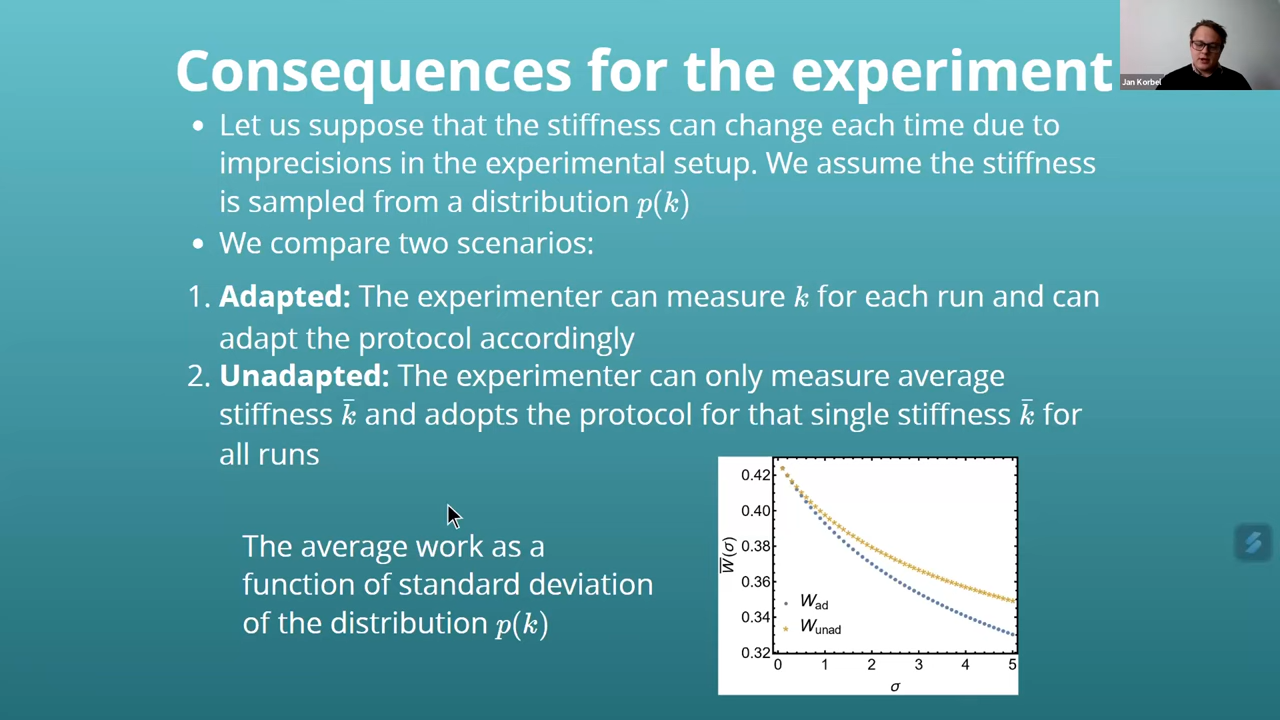 Consequences for the experiment
Jan Korbel
• Let us suppose that the stiffness can change each time due to
imprecisions in the experimental setup. We assume the stiffness
is sampled from a distribution p(k)
• We compare two scenarios:
1. Adapted: The experimenter can measure k for each run and can
adapt the protocol accordingly
2. Unadapted: The experimenter can only measure average
stiffness k̄ and adopts the protocol for that single stiffness k̄ for
all runs
The average work as a
function of standard deviation
of the distribution p(k)
0.42
0.40
0.38
0.36
0.34
0.32
W̄(σ)
W_ad
W_unad
0 1 2 3 4 5
σ